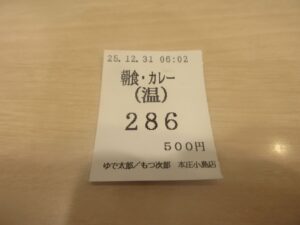 25.12.31 06:02
朝食・カレー
(温)
286
500円
ゆで太郎／もつ次郎 本庄小島店